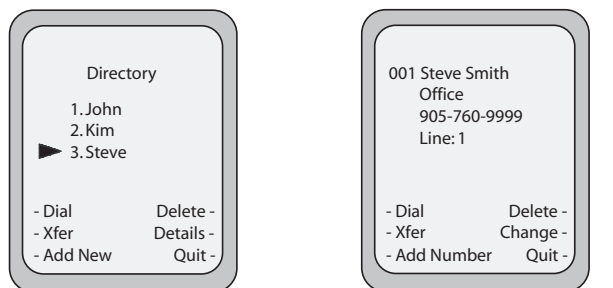 Directory
1. John
2. Kim
3. Steve
- Dial Delete -
- Xfer Details -
- Add New Quit -
001 Steve Smith
Office
905-760-9999
Line: 1
- Dial Delete -
- Xfer Change -
- Add Number Quit -